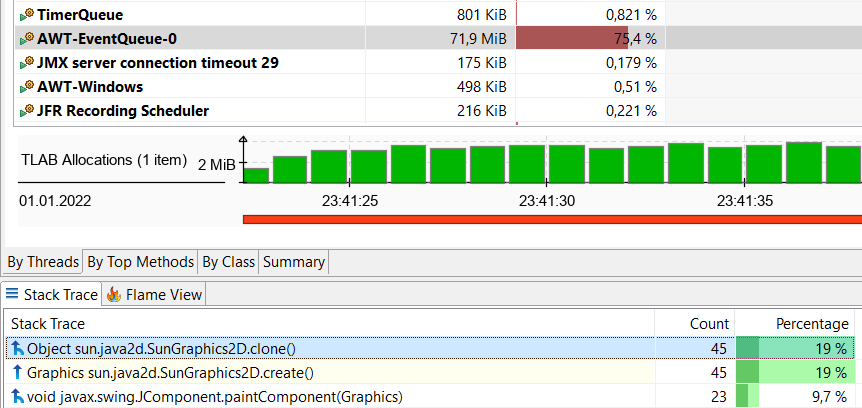 TimerQueue 801 KiB 0,821 %
AWT-EventQueue-0 71,9 MiB 75,4 %
JMX server connection timeout 29 175 KiB 0,179 %
AWT-Windows 498 KiB 0,51 %
JFR Recording Scheduler 216 KiB 0,221 %
TLAB Allocations (1 item) 2 MiB
01.01.2022 23:41:25 23:41:30 23:41:35
By Threads By Top Methods By Class Summary
Stack Trace Flame View
Stack Trace Count Percentage
Object sun.java2d.SunGraphics2D.clone() 45 19 %
Graphics sun.java2d.SunGraphics2D.create() 45 19 %
void javax.swing.JComponent.paintComponent(Graphics) 23 9,7 %